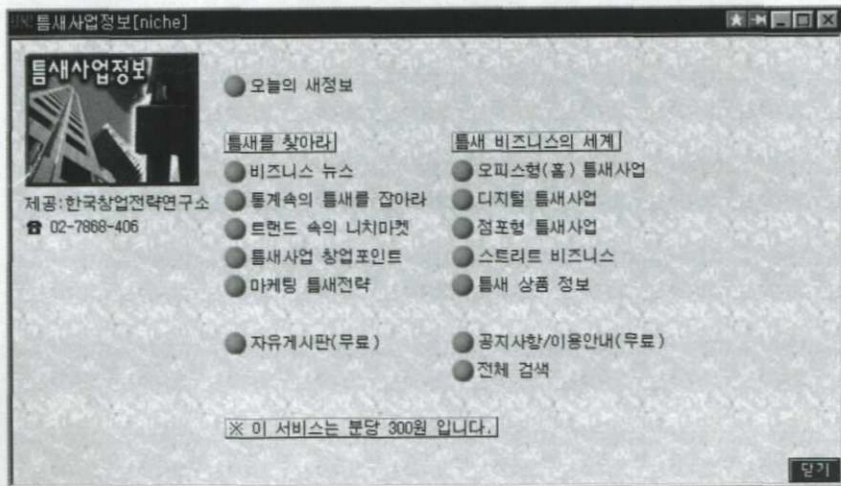 틈새사업정보[niche]
틈새사업정보
제공:한국창업전략연구소
☎ 02-7868-406
오늘의 새정보
틈새를 찾아라
비즈니스 뉴스
통계속의 틈새를 잡아라
트랜드 속의 니치마켓
틈새사업 창업포인트
마케팅 틈새전략
자유게시판(무료)
틈새 비즈니스의 세계
오피스형(홈) 틈새사업
디지털 틈새사업
점포형 틈새사업
스트리트 비즈니스
틈새 상품 정보
공지사항/이용안내(무료)
전체 검색
※ 이 서비스는 분당 300원 입니다.
닫기